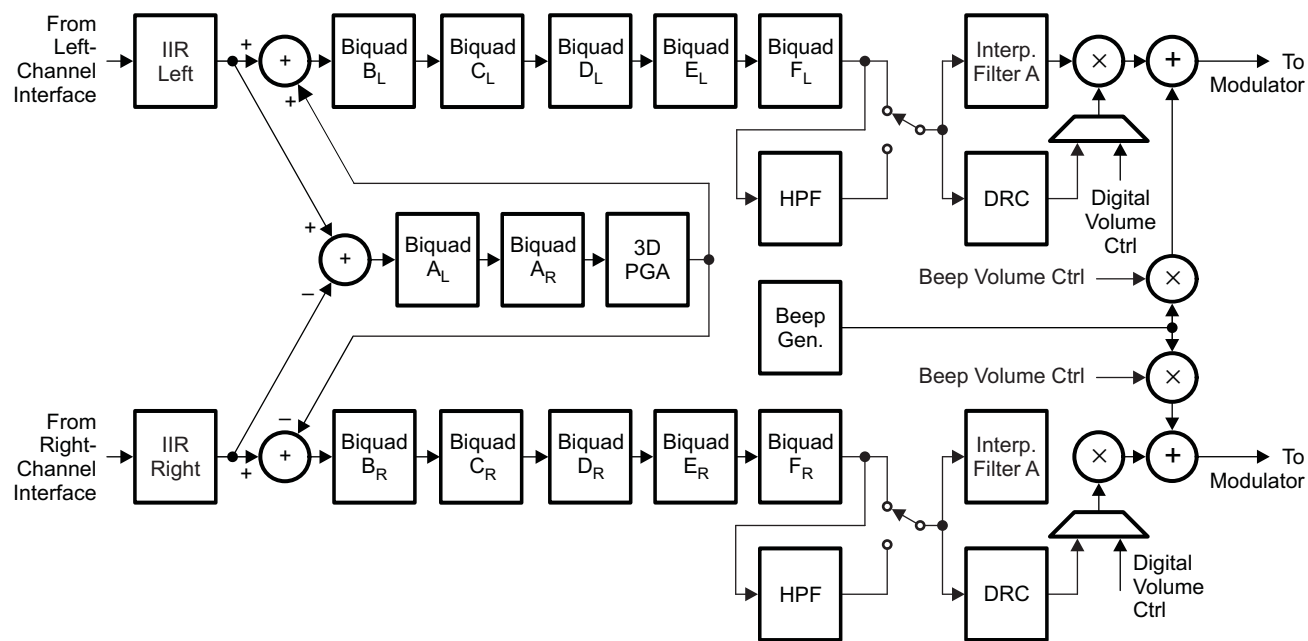 From
Left-
Channel
Interface
IIR
Left
+
+
+
Biquad
BL
Biquad
CL
Biquad
DL
Biquad
EL
Biquad
FL
HPF
Interp.
Filter A
DRC
×
+
To
Modulator
Digital
Volume
Ctrl
+
−
+
Biquad
AL
Biquad
AR
3D
PGA
Beep
Gen.
Beep Volume Ctrl
×
Beep Volume Ctrl
×
From
Right-
Channel
Interface
IIR
Right
−
+
+
Biquad
BR
Biquad
CR
Biquad
DR
Biquad
ER
Biquad
FR
HPF
Interp.
Filter A
DRC
×
+
To
Modulator
Digital
Volume
Ctrl